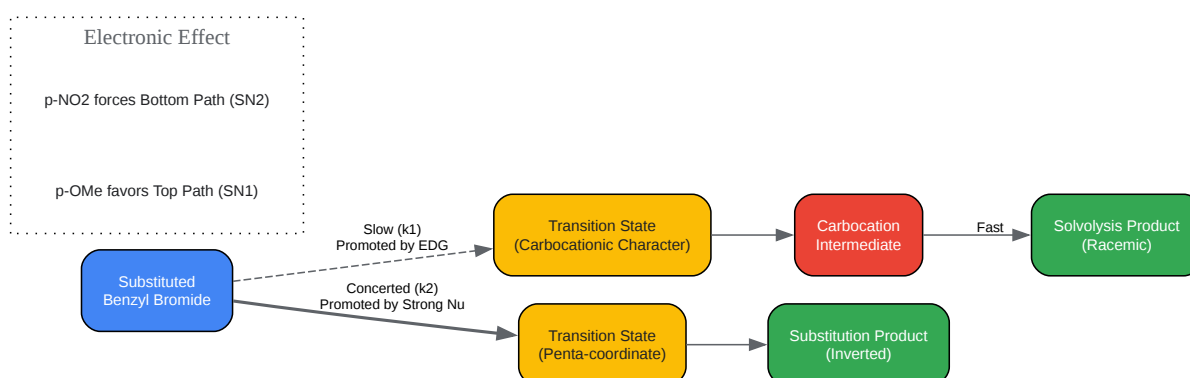 Electronic Effect
p-NO2 forces Bottom Path (SN2)
p-OMe favors Top Path (SN1)
Substituted
Benzyl Bromide
Slow (k1)
Promoted by EDG
Transition State
(Carbocationic Character)
Carbocation
Intermediate
Fast
Solvolysis Product
(Racemic)
Concerted (k2)
Promoted by Strong Nu
Transition State
(Penta-coordinate)
Substitution Product
(Inverted)